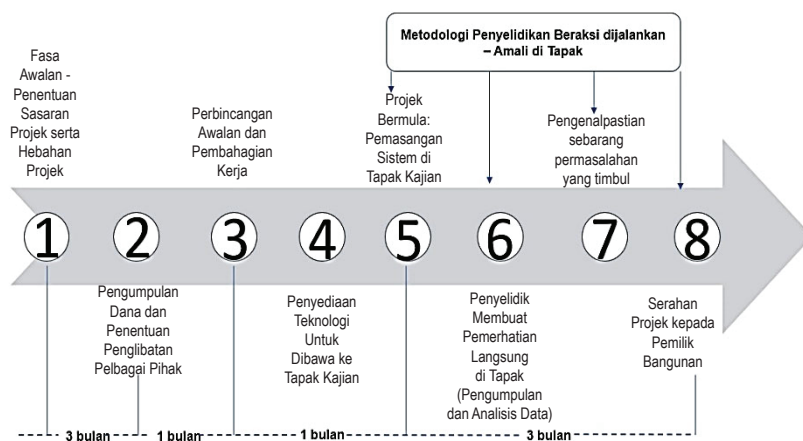 Metodologi Penyelidikan Beraksi dijalankan
– Amali di Tapak
Fasa
Awalan -
Penentuan
Sasaran
Projek serta
Hebahan
Projek
Perbincangan
Awalan dan
Pembahagian
Kerja
Projek
Bermula:
Pemasangan
Sistem di
Tapak Kajian
Pengenalpastian
sebarang
permasalahan
yang timbul
1
2
3
4
5
6
7
8
Pengumpulan
Dana dan
Penentuan
Penglibatan
Pelbagai Pihak
Penyediaan
Teknologi
Untuk
Dibawa ke
Tapak Kajian
Penyelidik
Membuat
Pemerhatian
Langsung
di Tapak
(Pengumpulan
dan Analisis Data)
Serahan
Projek kepada
Pemilik
Bangunan
3 bulan
1 bulan
1 bulan
3 bulan